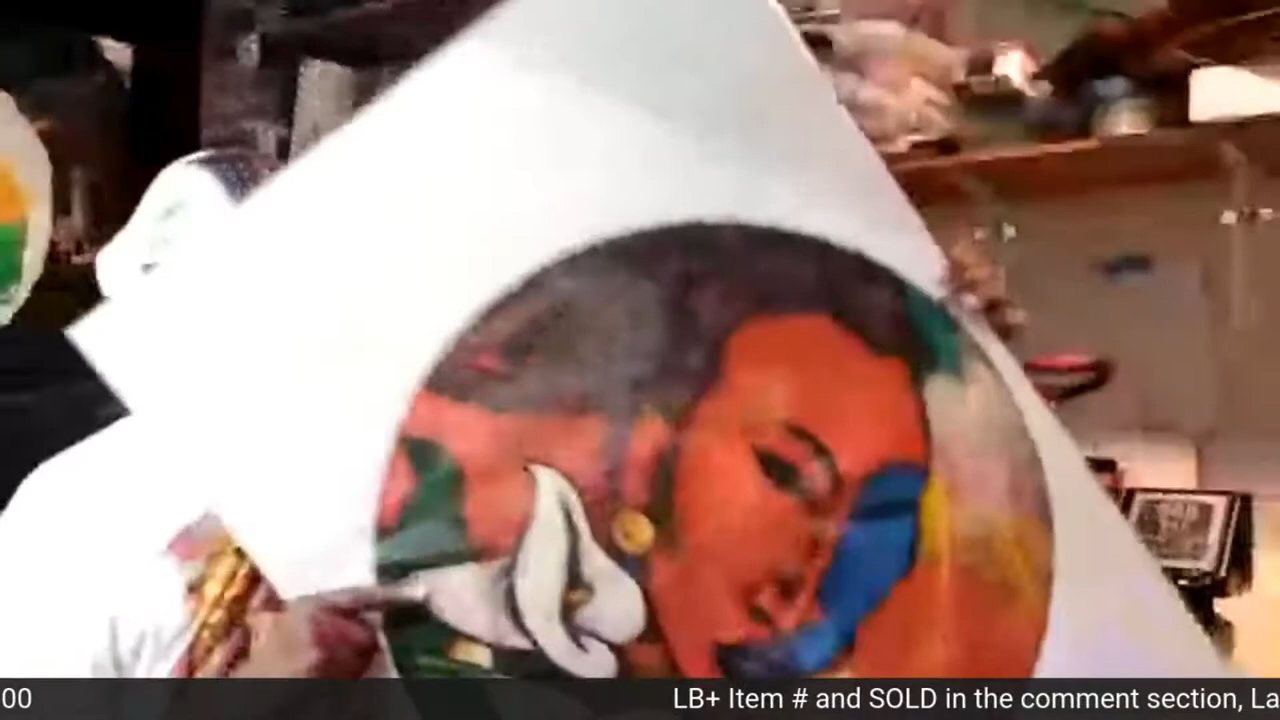 00 LB+ Item # and SOLD in the comment section, La